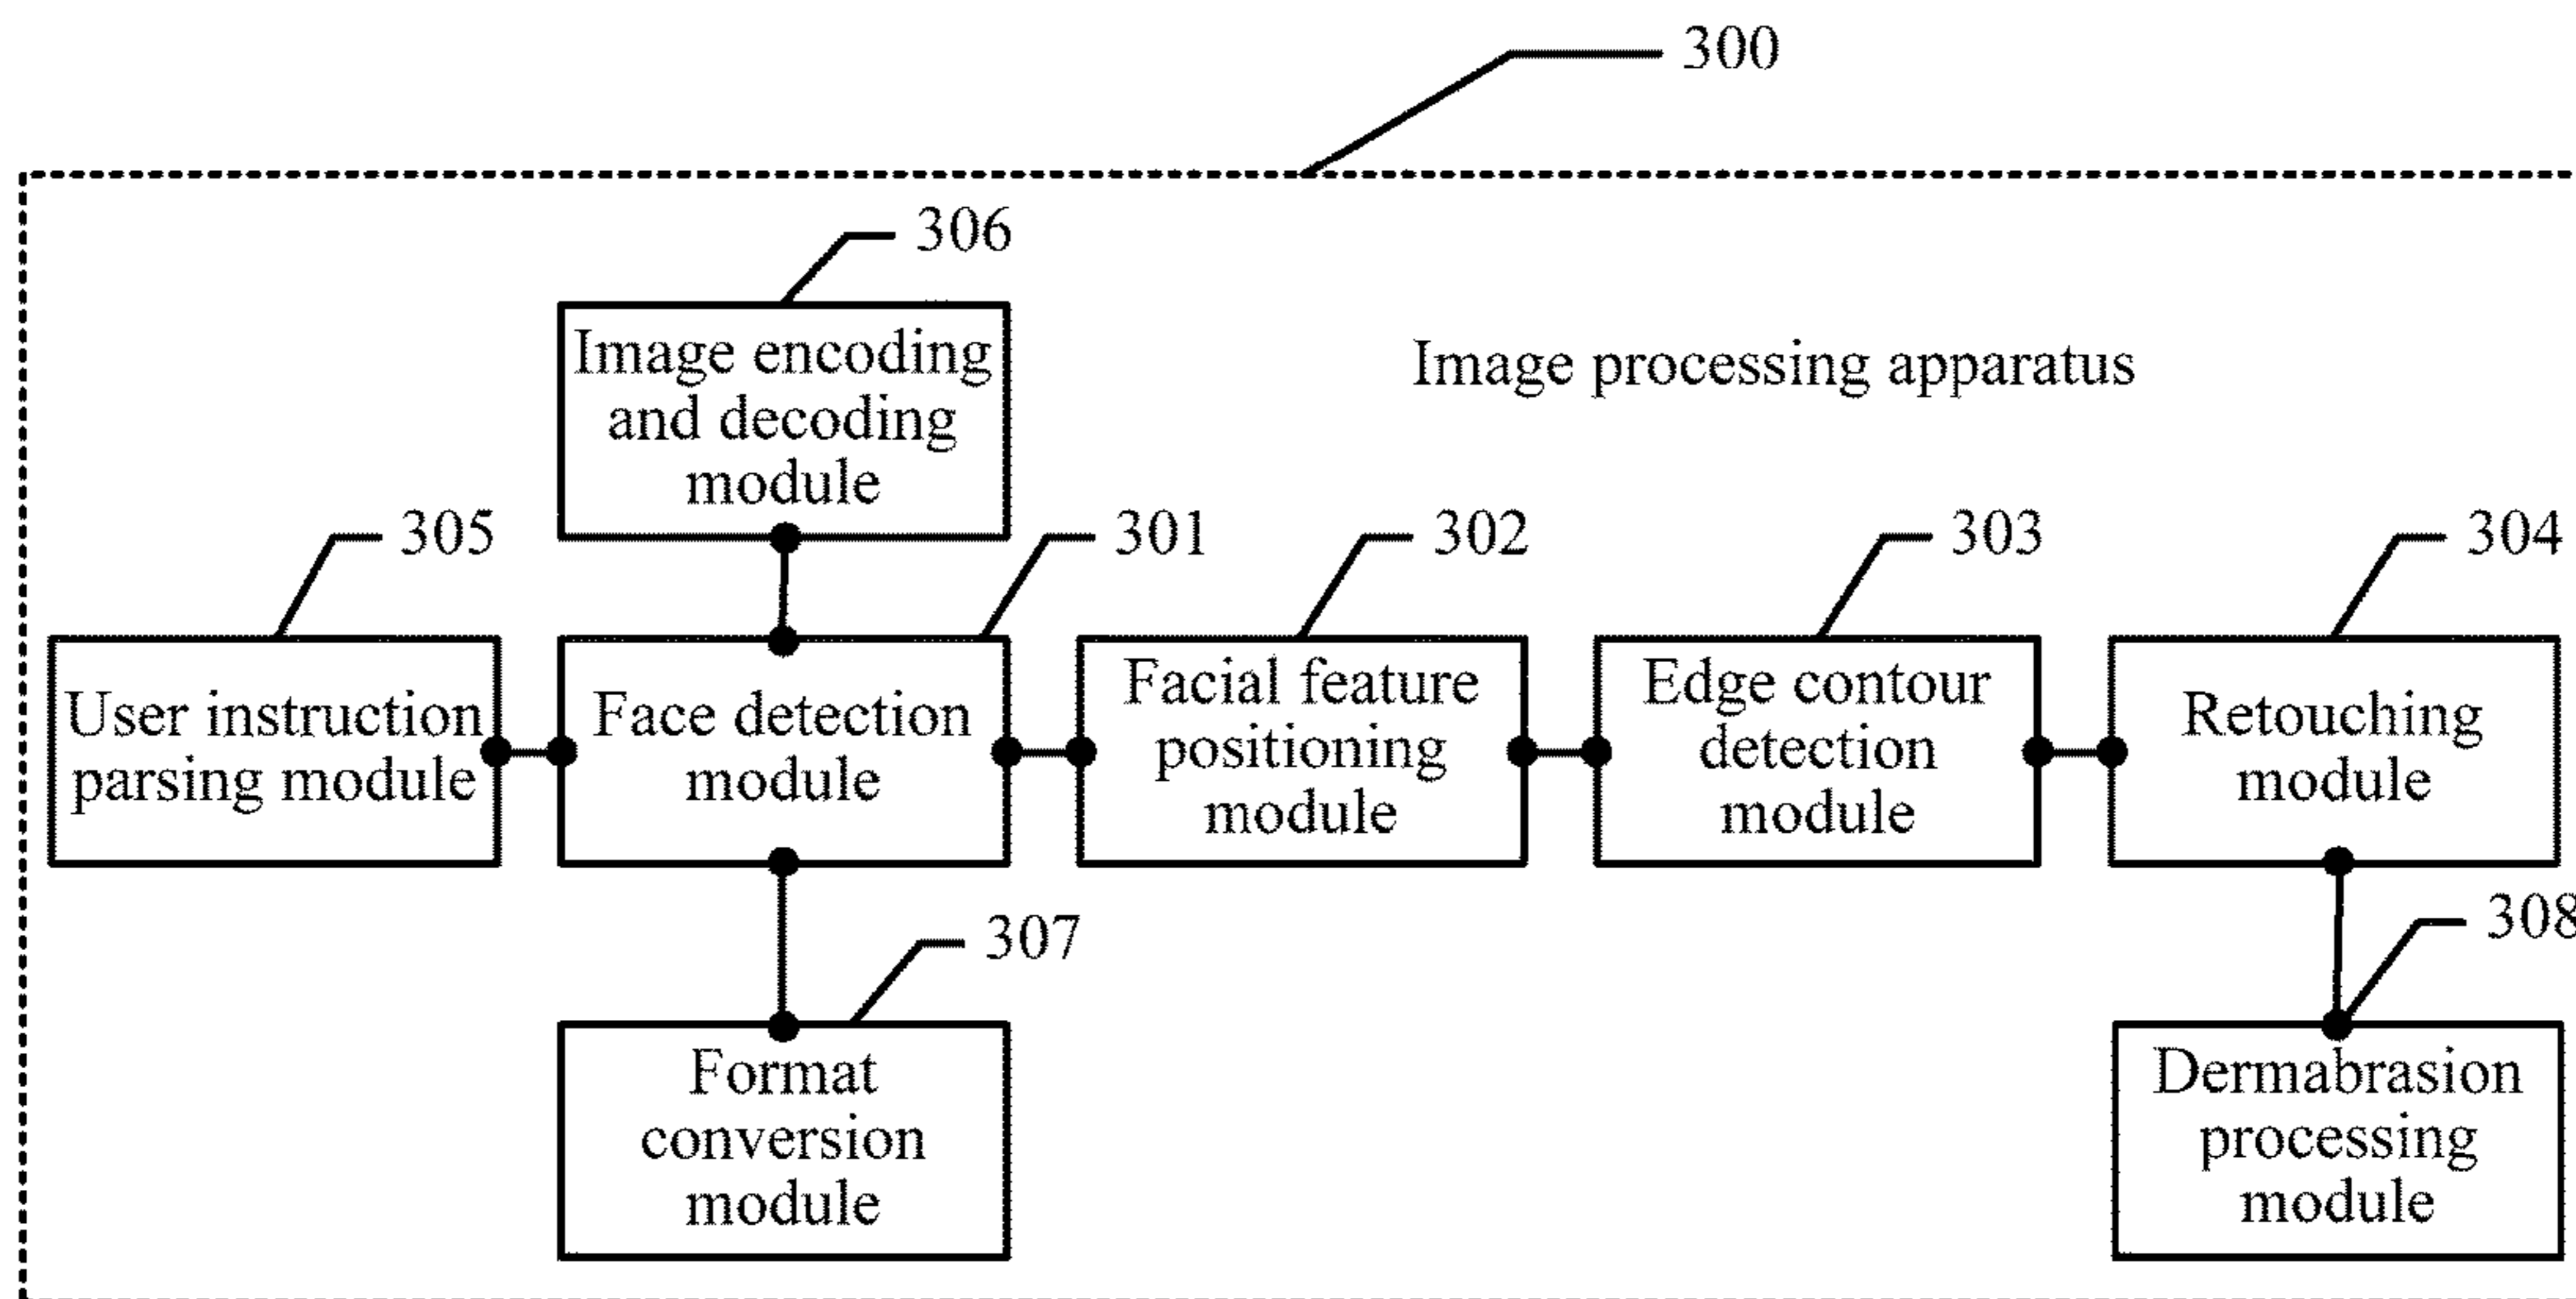 300
306
Image encoding
and decoding
module
Image processing apparatus
305
301
302
303
304
User instruction
parsing module
Face detection
module
Facial feature
positioning
module
Edge contour
detection
module
Retouching
module
307
308
Format
conversion
module
Dermabrasion
processing
module